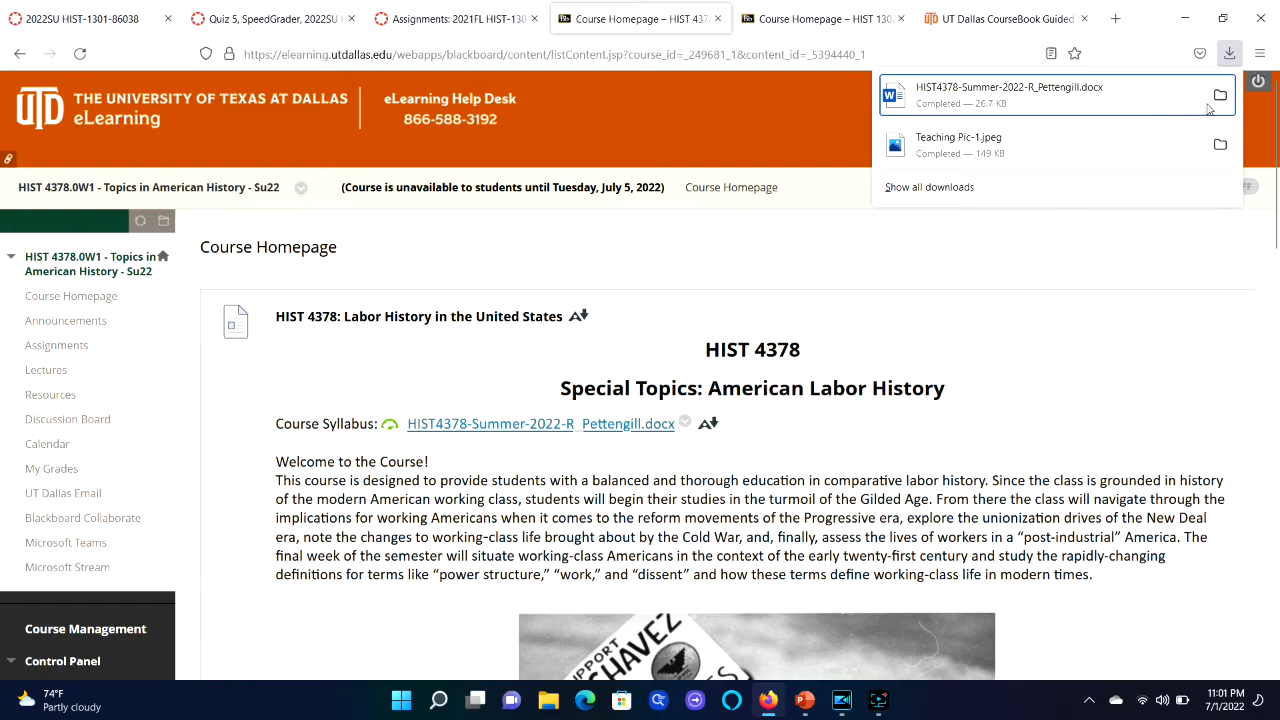 2022SU HIST-1301-86038
Quiz 5, SpeedGrader, 2022SU H
Assignments: 2021FL HIST-130
Course Homepage – HIST 437
Course Homepage – HIST 130.
UT Dallas CourseBook Guided
https://elearning.utdallas.edu/webapps/blackboard/content/listContent.jsp?course_id=_249681_1&content_id=_5394440_1
THE UNIVERSITY OF TEXAS AT DALLAS
eLearning
eLearning Help Desk
866-588-3192
HIST4378-Summer-2022-R_Pettengill.docx
Completed — 26.7 KB
Teaching Pic-1.jpeg
Completed — 149 KB
Show all downloads
HIST 4378.0W1 - Topics in American History - Su22
(Course is unavailable to students until Tuesday, July 5, 2022)
Course Homepage
HIST 4378.0W1 - Topics in
American History - Su22
Course Homepage
Announcements
Assignments
Lectures
Resources
Discussion Board
Calendar
My Grades
UT Dallas Email
Blackboard Collaborate
Microsoft Teams
Microsoft Stream
Course Management
Control Panel
Course Homepage
HIST 4378: Labor History in the United States
HIST 4378
Special Topics: American Labor History
Course Syllabus: HIST4378-Summer-2022-R_Pettengill.docx
Welcome to the Course!
This course is designed to provide students with a balanced and thorough education in comparative labor history. Since the class is grounded in history
of the modern American working class, students will begin their studies in the turmoil of the Gilded Age. From there the class will navigate through the
implications for working Americans when it comes to the reform movements of the Progressive era, explore the unionization drives of the New Deal
era, note the changes to working-class life brought about by the Cold War, and, finally, assess the lives of workers in a “post-industrial” America. The
final week of the semester will situate working-class Americans in the context of the early twenty-first century and study the rapidly-changing
definitions for terms like “power structure,” “work,” and “dissent” and how these terms define working-class life in modern times.
SUPPORT
CHAVEZ
74°F
Partly cloudy
11:01 PM
7/1/2022